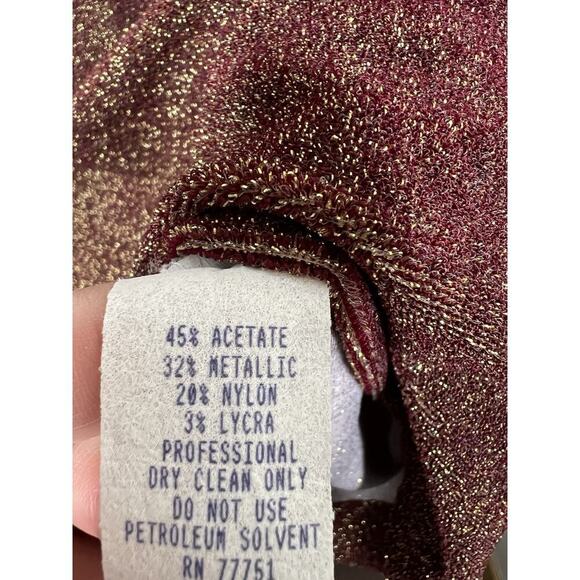 45% ACETATE
32% METALLIC
20% NYLON
3% LYCRA
PROFESSIONAL
DRY CLEAN ONLY
DO NOT USE
PETROLEUM SOLVENT
RN 77751